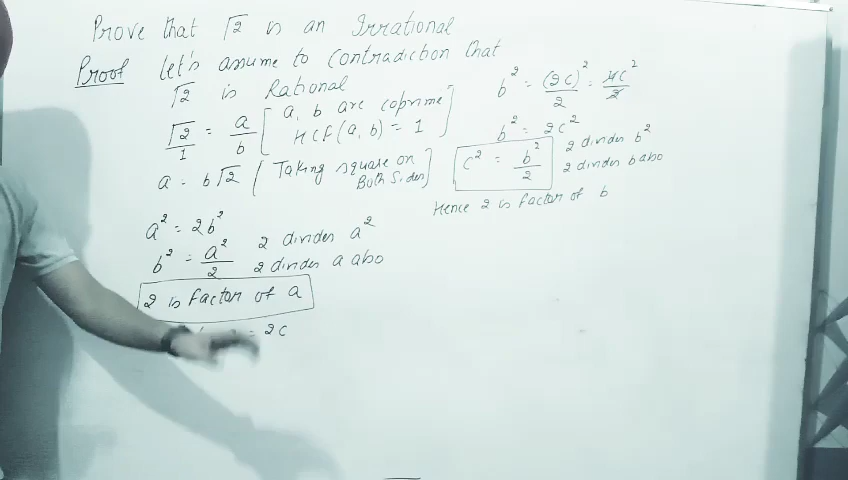 Prove that √2 is an Irrational
Proof Let's assume to contradiction that
√2 is Rational
√2/1 = a/b [a, b are coprime
HCF(a, b) = 1]
a = b√2 [Taking square on
Both Sides]
a² = 2b²
b² = a²/2 2 divides a²
2 divides a also
2 is factor of a
= 2c
b² = (2c)²/2 = 4c²/2
b² = 2c²
c² = b²/2 2 divides b²
2 divides b also
Hence 2 is factor of b